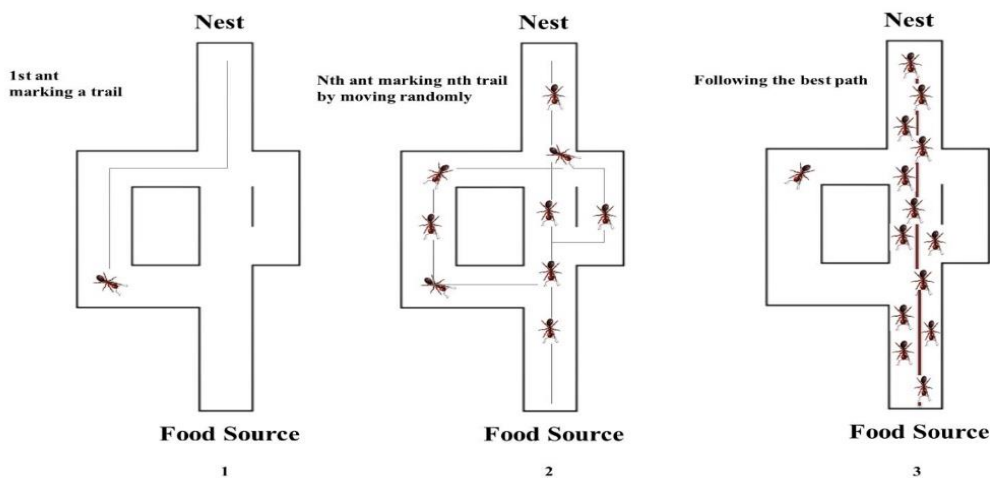 Nest
1st ant
marking a trail
Food Source
1
Nest
Nth ant marking nth trail
by moving randomly
Food Source
2
Nest
Following the best path
Food Source
3